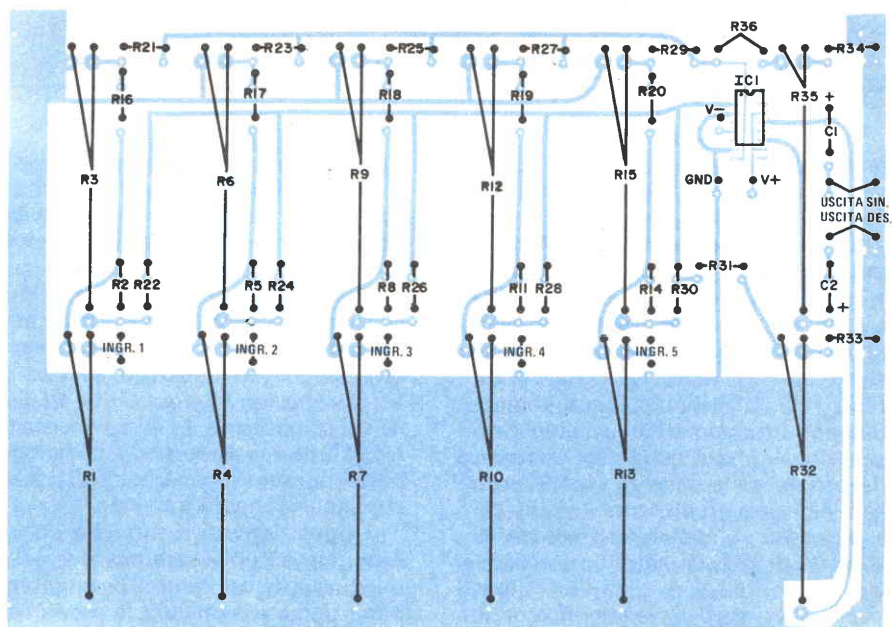 R36
R21 R23 R25 R27 R29 R34
IC1
R16 R17 R18 R19 R20 R35 +
V- C1
R3 R6 R9 R12 R15 GND V+
USCITA SIN.
USCITA DES.
R2 R22 R5 R24 R8 R26 R11 R28 R14 R30 R31 C2
+
INGR. 1 INGR. 2 INGR. 3 INGR. 4 INGR. 5 R33
R1 R4 R7 R10 R13 R32